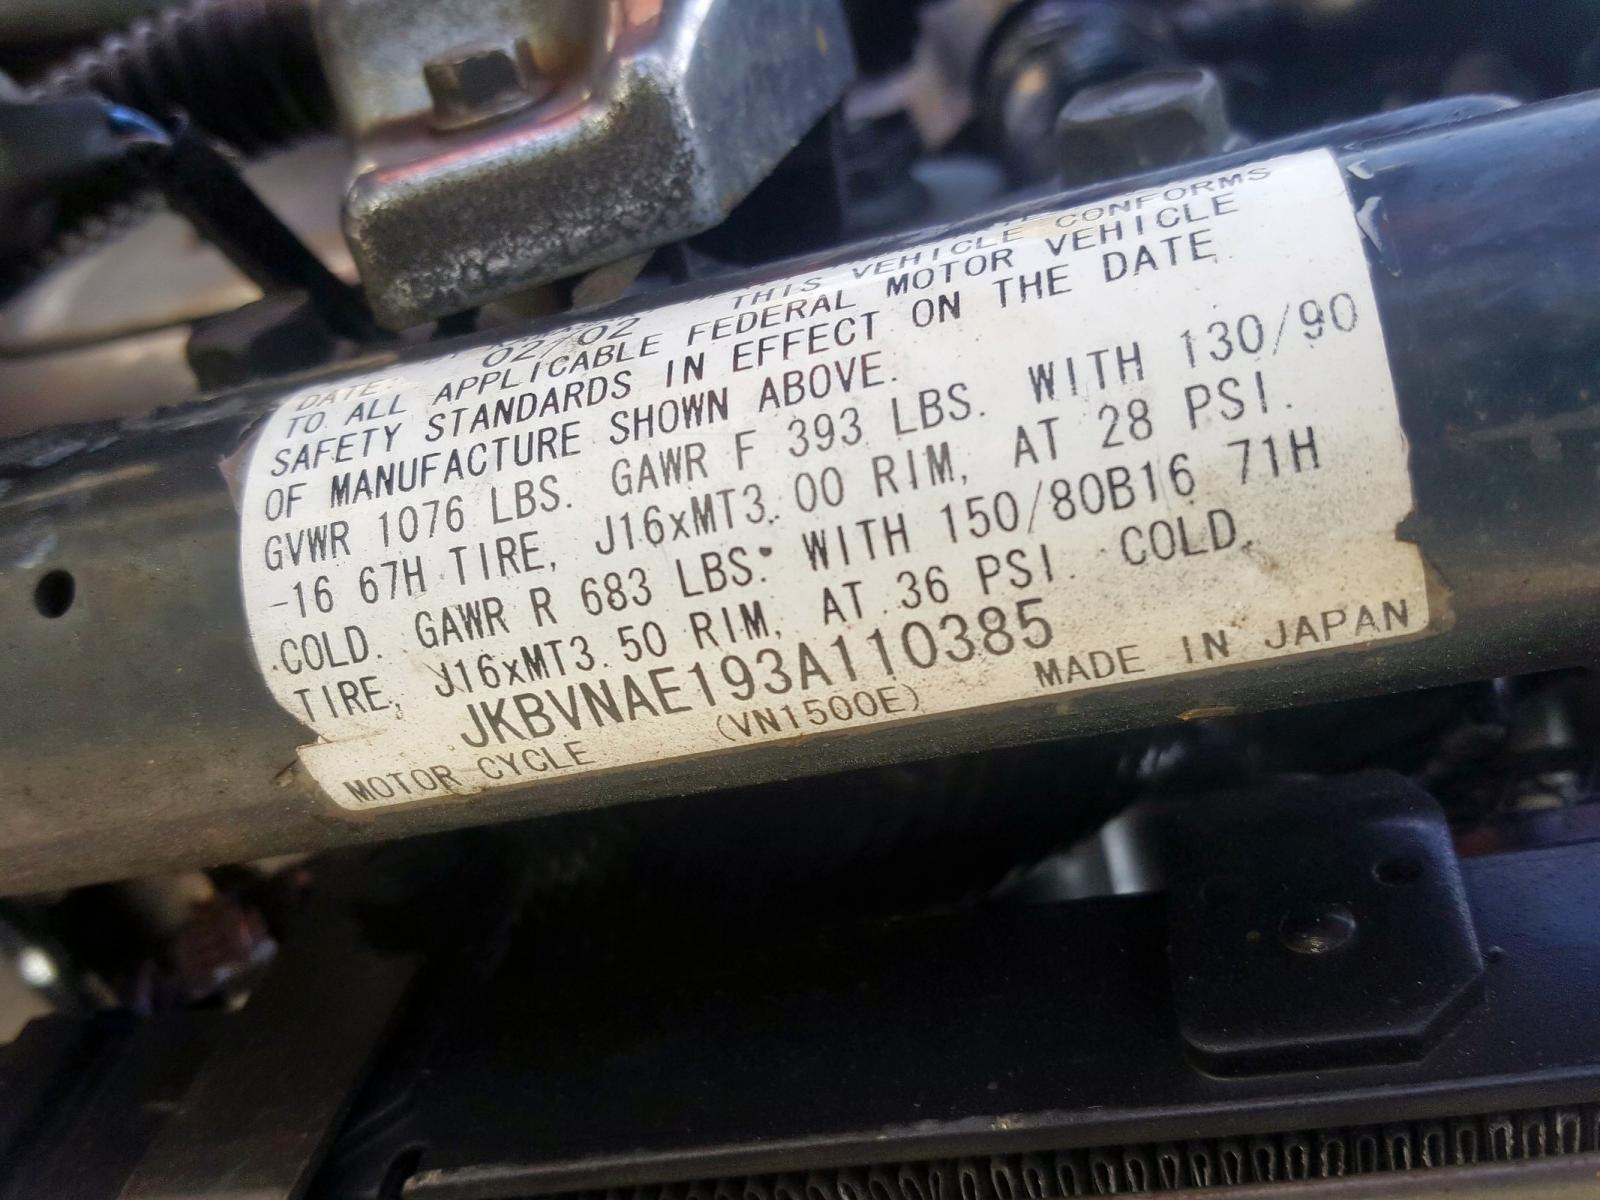 CONFORMS
DATE: 02/02 THIS VEHICLE
TO ALL APPLICABLE FEDERAL MOTOR VEHICLE
SAFETY STANDARDS IN EFFECT ON THE DATE
OF MANUFACTURE SHOWN ABOVE.
GVWR 1076 LBS. GAWR F 393 LBS. WITH 130/90
-16 67H TIRE, J16xMT3.00 RIM, AT 28 PSI.
COLD. GAWR R 683 LBS. WITH 150/80B16 71H
TIRE, J16xMT3.50 RIM, AT 36 PSI. COLD.
JKBVNAE193A110385
MOTOR CYCLE (VN1500E) MADE IN JAPAN